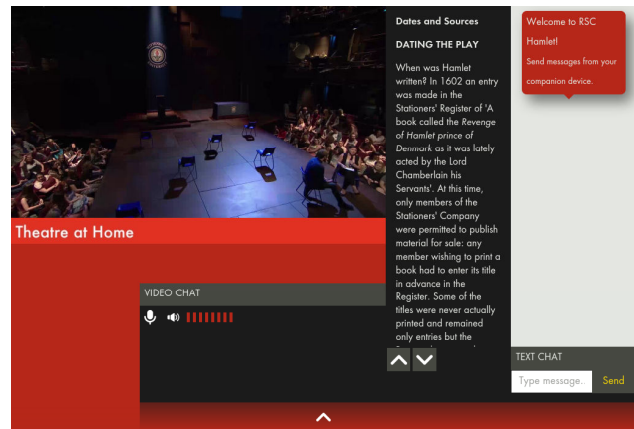 Theatre at Home
VIDEO CHAT
Dates and Sources
DATING THE PLAY
When was Hamlet
written? In 1602 an entry
was made in the
Stationers' Register of 'A
book called the Revenge
of Hamlet prince of
Denmark as it was lately
acted by the Lord
Chamberlain his
Servants'. At this time,
only members of the
Stationers' Company
were permitted to publish
material for sale: any
member wishing to print a
book had to enter its title
in advance in the
Register. Some of the
titles were never actually
printed and remained
only entries but the
Welcome to RSC
Hamlet!
Send messages from your
companion device.
TEXT CHAT
Type message..
Send